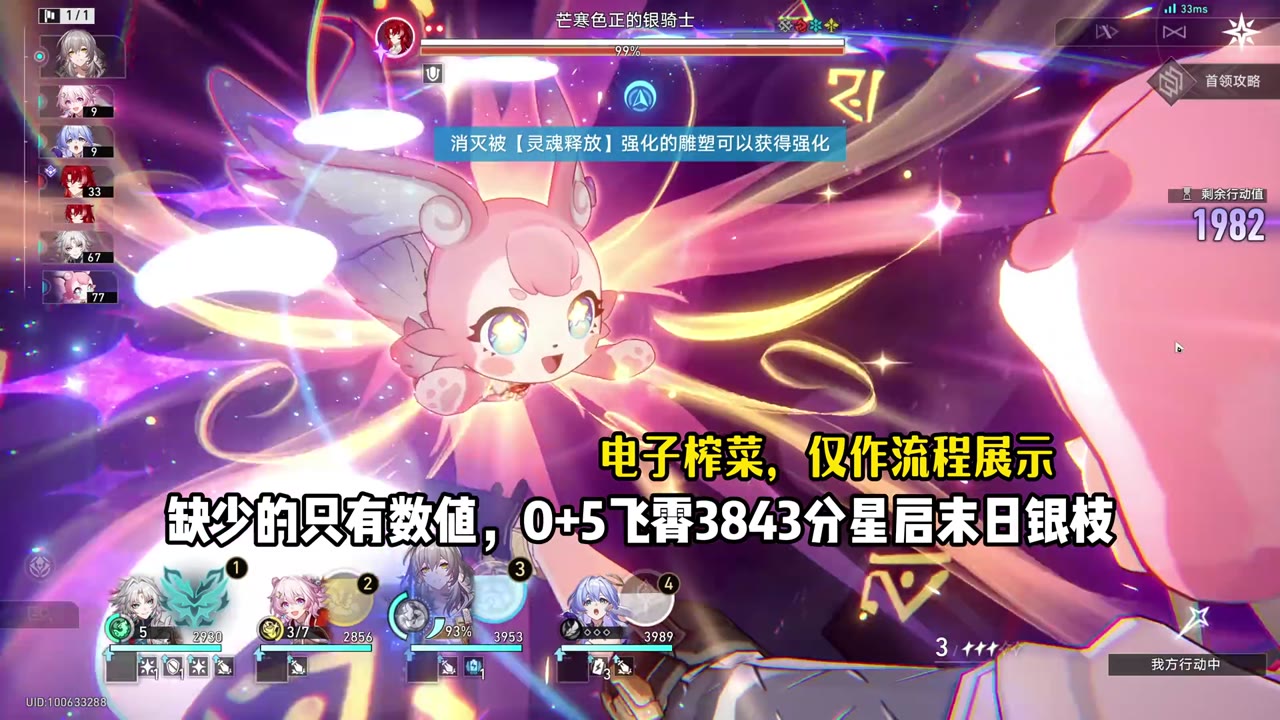 1/1
芒寒色正的银骑士
33ms
99%
首领攻略
消灭被【灵魂释放】强化的雕塑可以获得强化
9
9
33
67
77
剩余行动值
1982
电子榨菜，仅作流程展示
缺少的只有数值，0+5飞霄3843分星启末日银枝
1
2
3
4
5
2930
3/7
2856
93%
3953
3989
1
1
1
3
3
我方行动中
UID:100633288